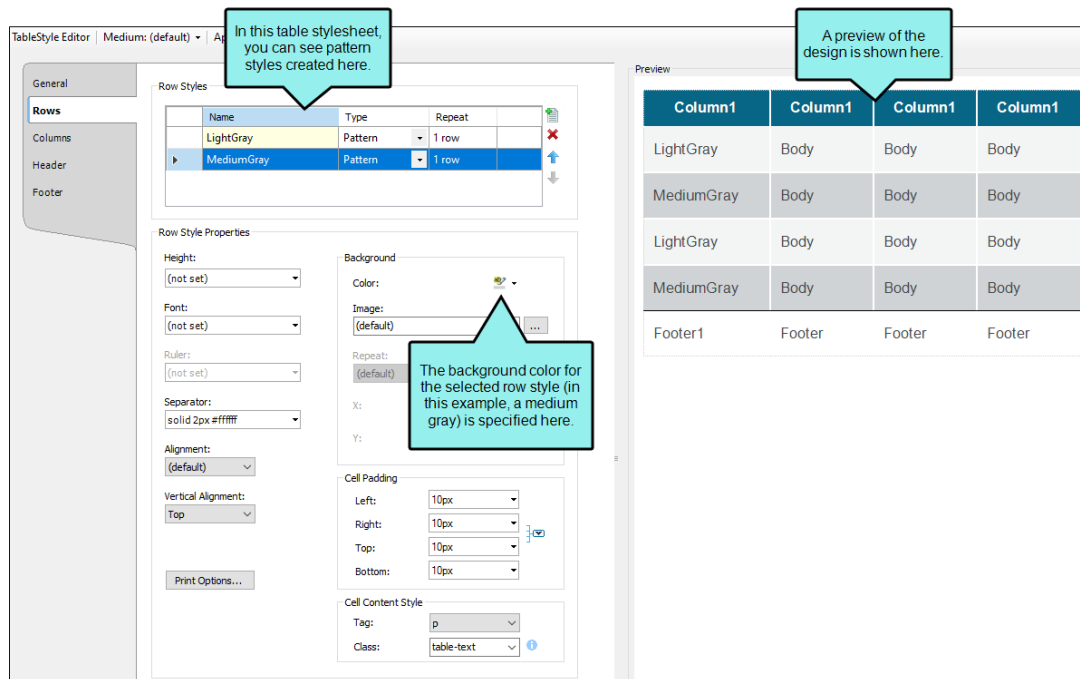 TableStyle Editor Medium: (default)
In this table stylesheet,
you can see pattern
styles created here.
A preview of the
design is shown here.
General
Rows
Columns
Header
Footer
Row Styles
Name Type Repeat
LightGray Pattern 1 row
MediumGray Pattern 1 row
Row Style Properties
Height:
(not set)
Font:
(not set)
Ruler:
(not set)
Separator:
solid 2px #ffffff
Alignment:
(default)
Vertical Alignment:
Top
Print Options...
Background
Color:
Image:
(default)
...
Repeat:
(default)
X:
Y:
The background color for
the selected row style (in
this example, a medium
gray) is specified here.
Cell Padding
Left: 10px
Right: 10px
Top: 10px
Bottom: 10px
Cell Content Style
Tag: p
Class: table-text
Preview
Column1 Column1 Column1 Column1
LightGray Body Body Body
MediumGray Body Body Body
LightGray Body Body Body
MediumGray Body Body Body
Footer1 Footer Footer Footer